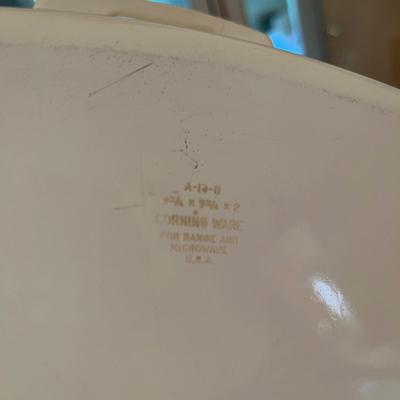 A-10-B
9¾ x 9¾ x 2
CORNING WARE
FOR RANGE AND
MICROWAVE
U.S.A.